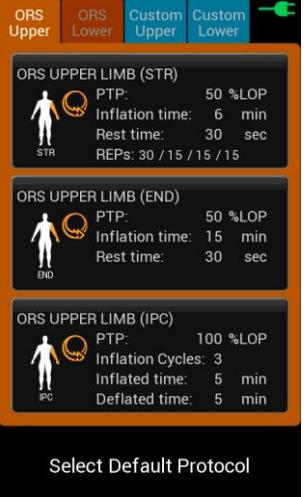 ORS Upper
ORS Lower
Custom Upper
Custom Lower
ORS UPPER LIMB (STR)
PTP: 50 %LOP
Inflation time: 6 min
Rest time: 30 sec
REPs: 30 / 15 / 15 / 15
STR
ORS UPPER LIMB (END)
PTP: 50 %LOP
Inflation time: 15 min
Rest time: 30 sec
END
ORS UPPER LIMB (IPC)
PTP: 100 %LOP
Inflation Cycles: 3
Inflated time: 5 min
Deflated time: 5 min
IPC
Select Default Protocol